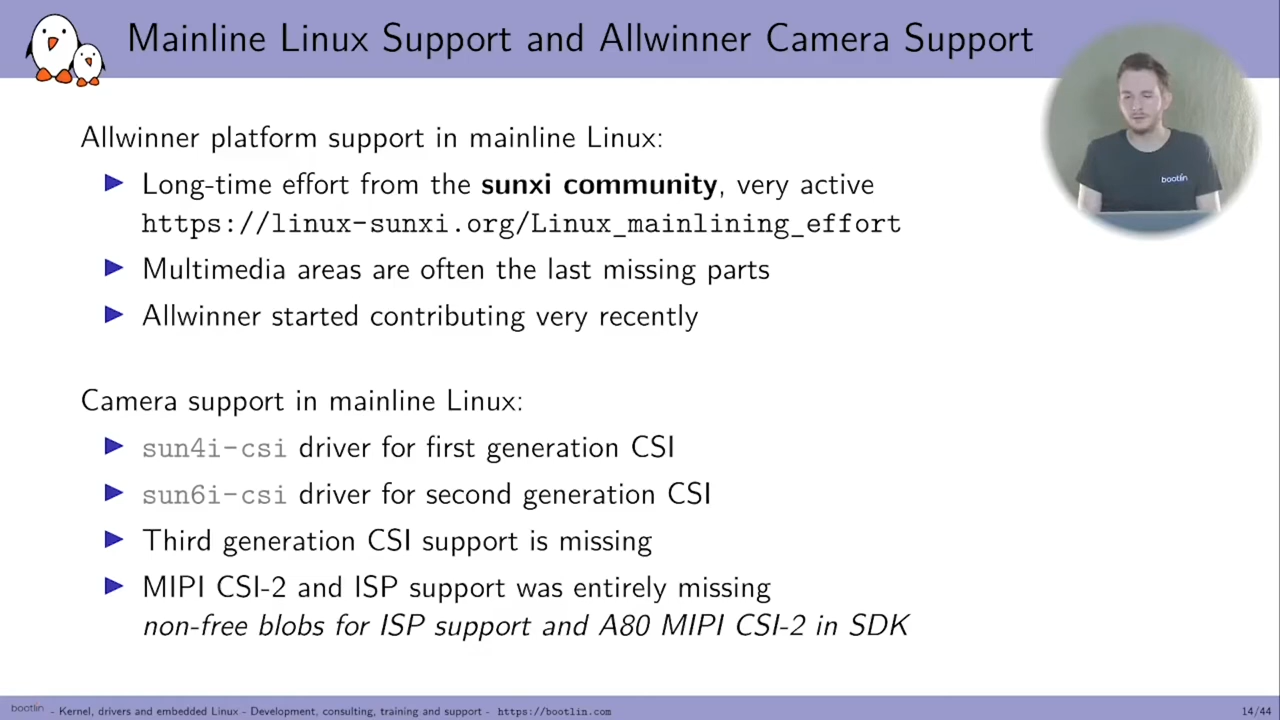 Mainline Linux Support and Allwinner Camera Support
Allwinner platform support in mainline Linux:
Long-time effort from the sunxi community, very active
https://linux-sunxi.org/Linux_mainlining_effort
Multimedia areas are often the last missing parts
Allwinner started contributing very recently
Camera support in mainline Linux:
sun4i-csi driver for first generation CSI
sun6i-csi driver for second generation CSI
Third generation CSI support is missing
MIPI CSI-2 and ISP support was entirely missing
non-free blobs for ISP support and A80 MIPI CSI-2 in SDK
bootlin
bootlin - Kernel, drivers and embedded Linux - Development, consulting, training and support - https://bootlin.com
14/44